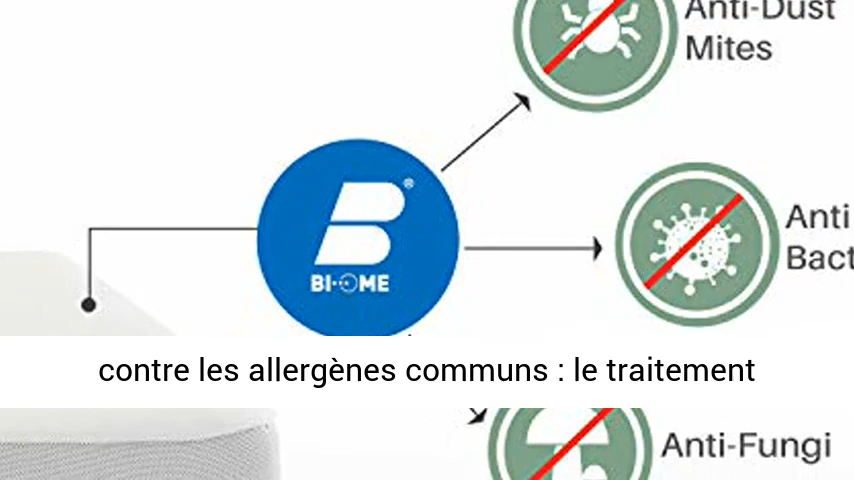 Anti-Dust
Mites
B®
BI-OME
Anti
Bact
contre les allergènes communs : le traitement
Anti-Fungi